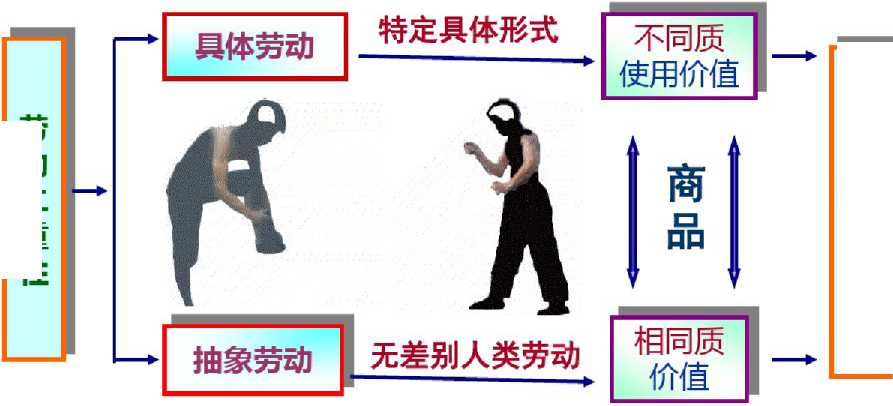 具体劳动
特定具体形式
不同质
使用价值
商
品
抽象劳动
无差别人类劳动
相同质
价值